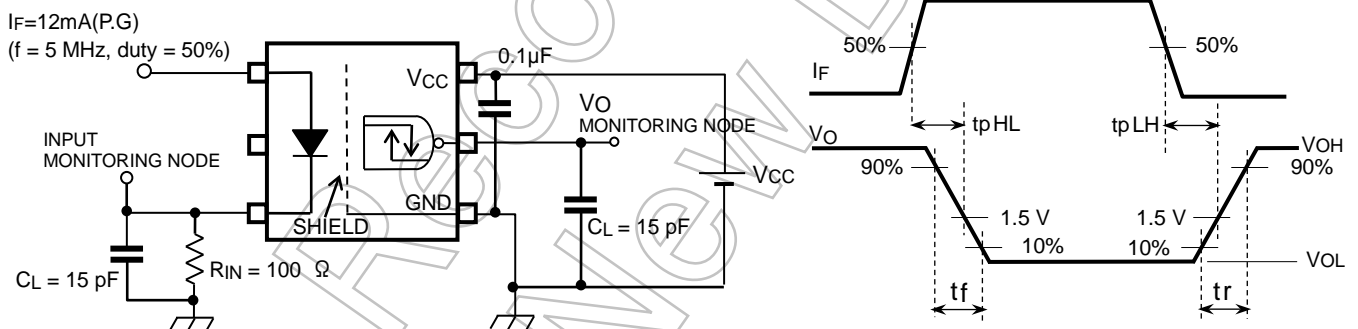 IF=12mA(P.G)
(f = 5 MHz, duty = 50%)
INPUT
MONITORING NODE
CL = 15 pF
RIN = 100 Ω
VCC
GND
SHIELD
0.1μF
VO
MONITORING NODE
CL = 15 pF
VCC
50%
50%
IF
tpHL
tpLH
VO
VOH
90%
90%
1.5 V
1.5 V
10%
10%
VOL
tf
tr
Reco
New